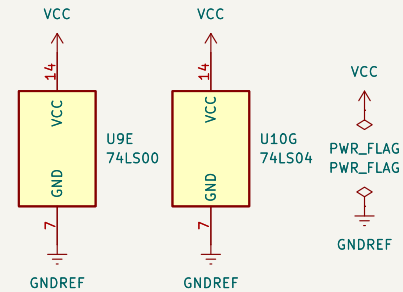 VCC
14
VCC
GND
7
GNDREF
U9E
74LS00
VCC
14
VCC
GND
7
GNDREF
U10G
74LS04
VCC
PWR_FLAG
PWR_FLAG
GNDREF